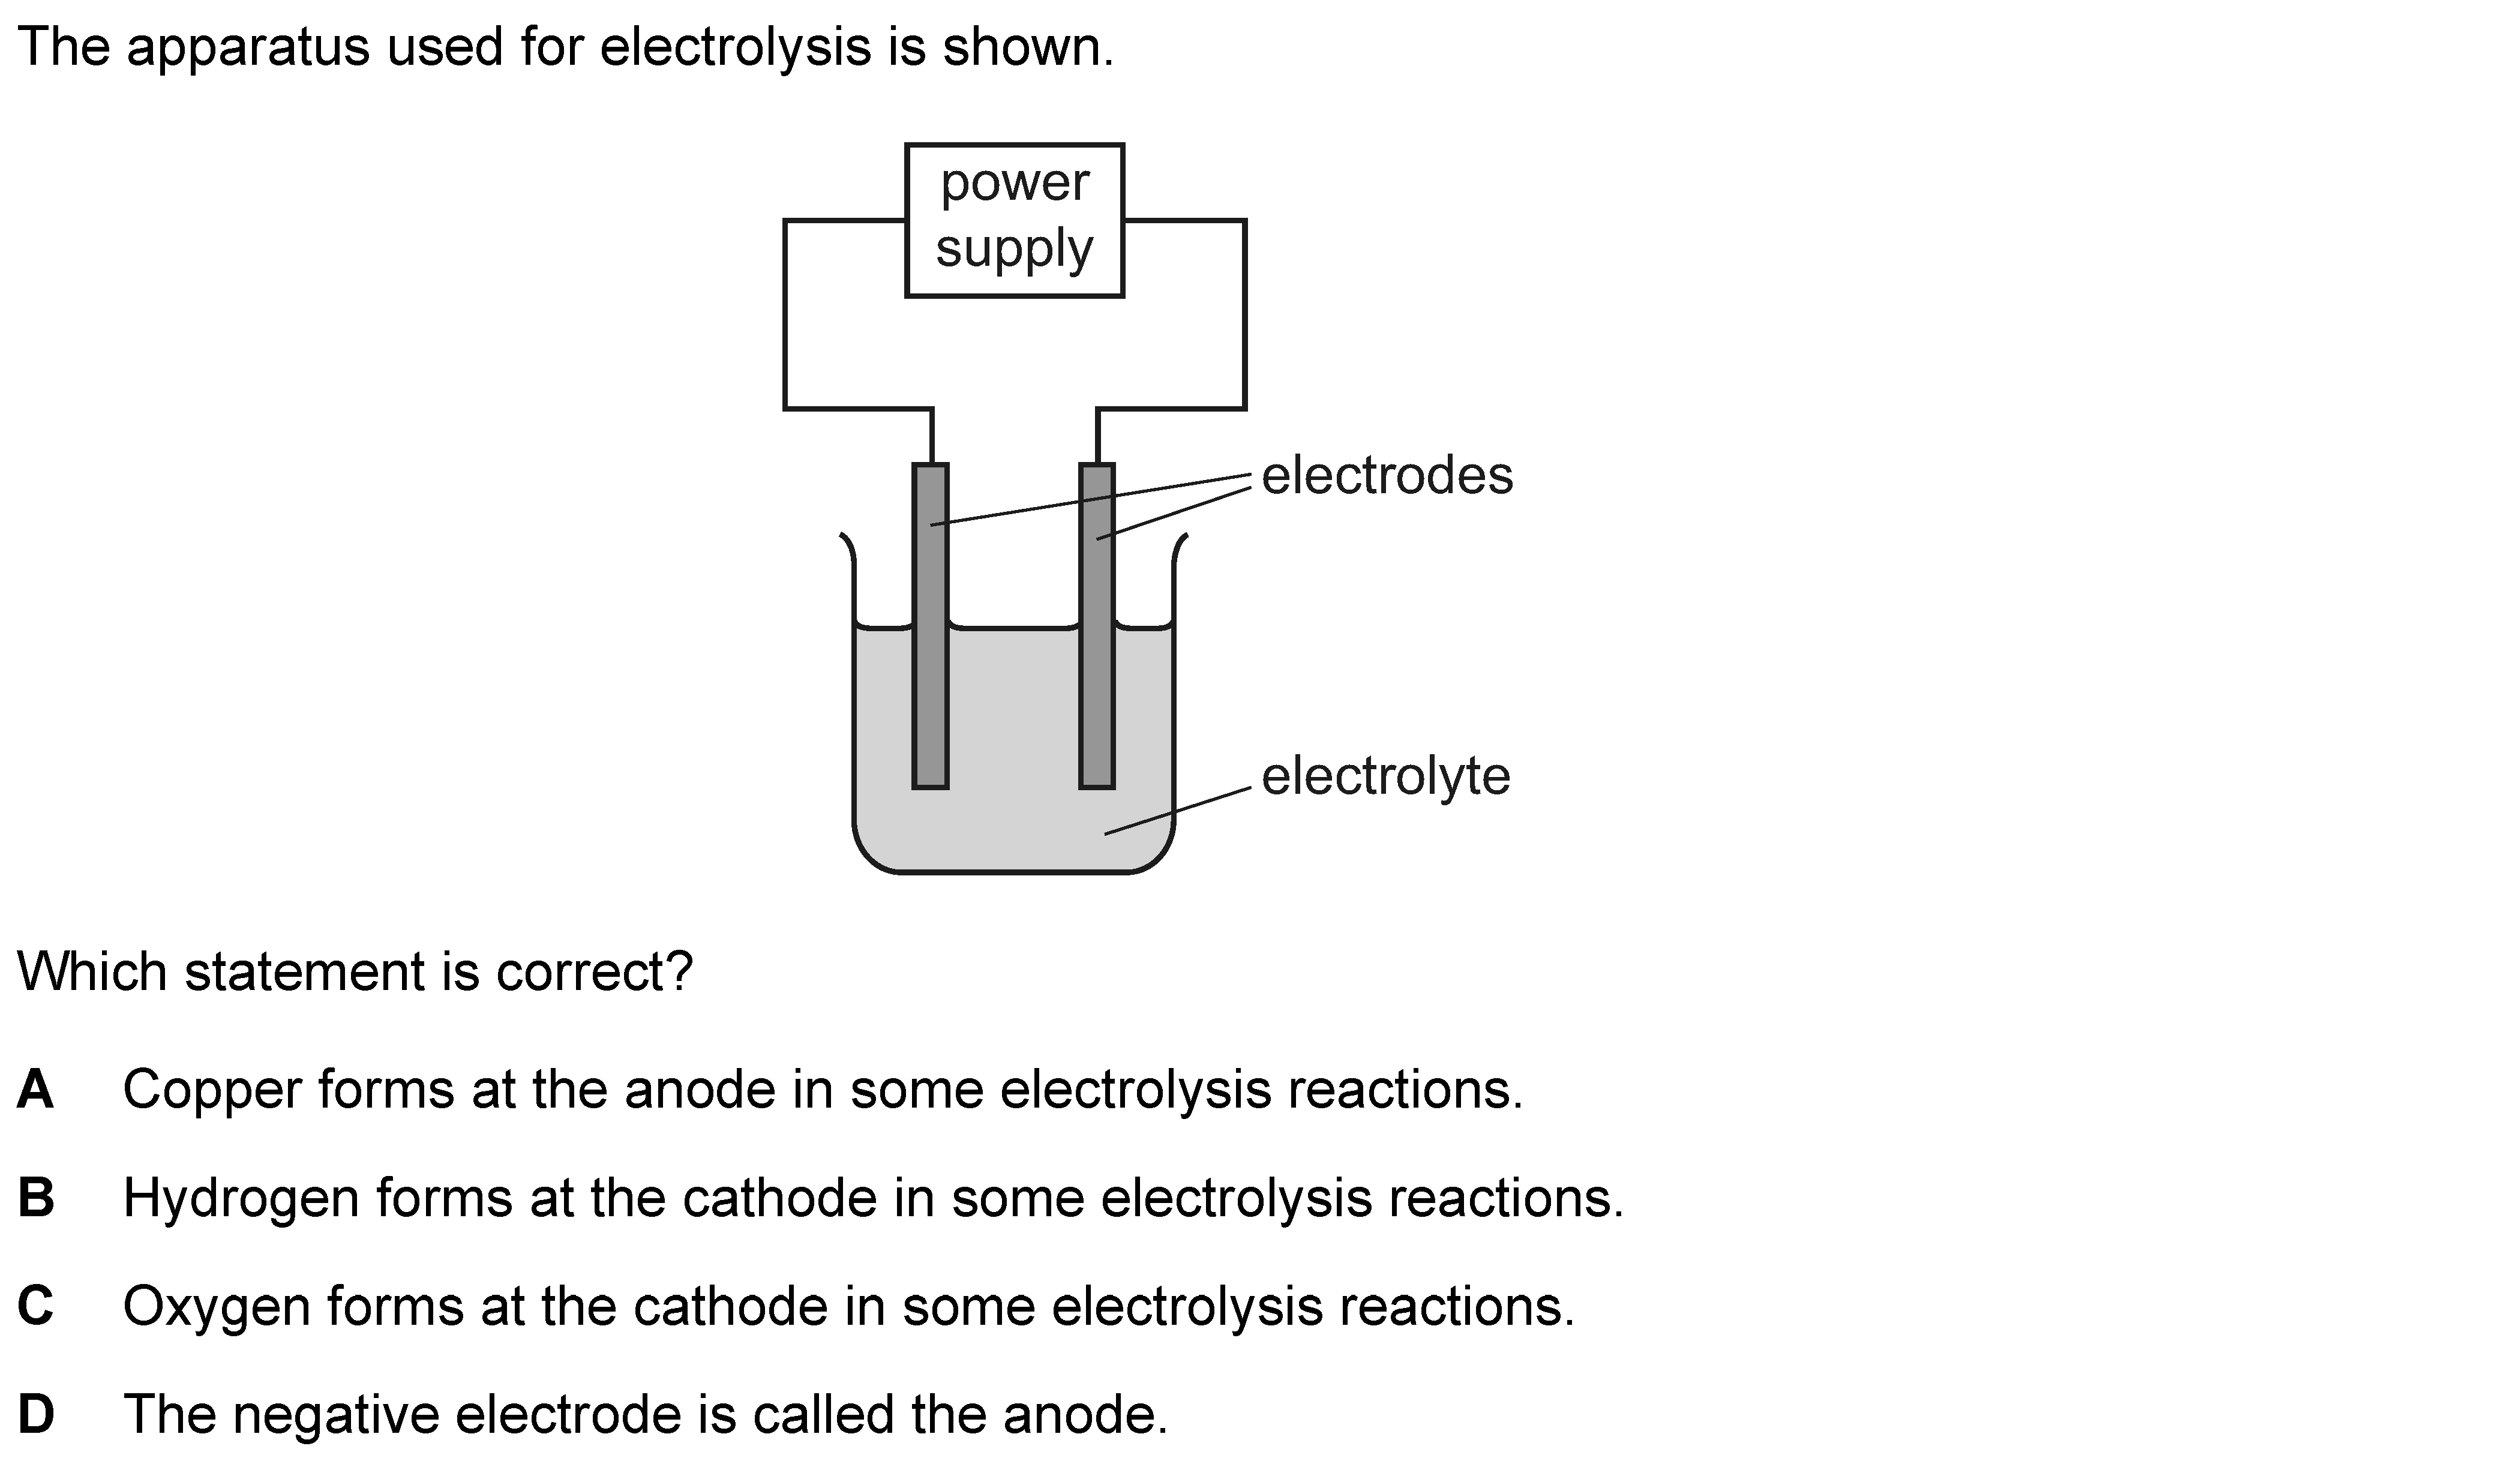 The apparatus used for electrolysis is shown.
power
supply
electrodes
electrolyte
Which statement is correct?
A Copper forms at the anode in some electrolysis reactions.
B Hydrogen forms at the cathode in some electrolysis reactions.
C Oxygen forms at the cathode in some electrolysis reactions.
D The negative electrode is called the anode.